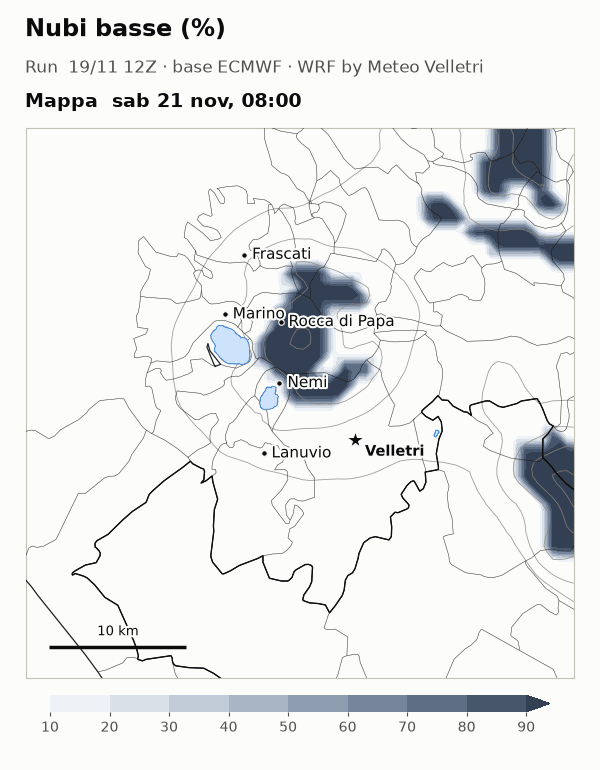 Nubi basse (%)
Run  19/11 12Z · base ECMWF · WRF by Meteo Velletri
Mappa  sab 21 nov, 08:00
Frascati
Marino
Rocca di Papa
Nemi
Velletri
Lanuvio
10 km
10 20 30 40 50 60 70 80 90